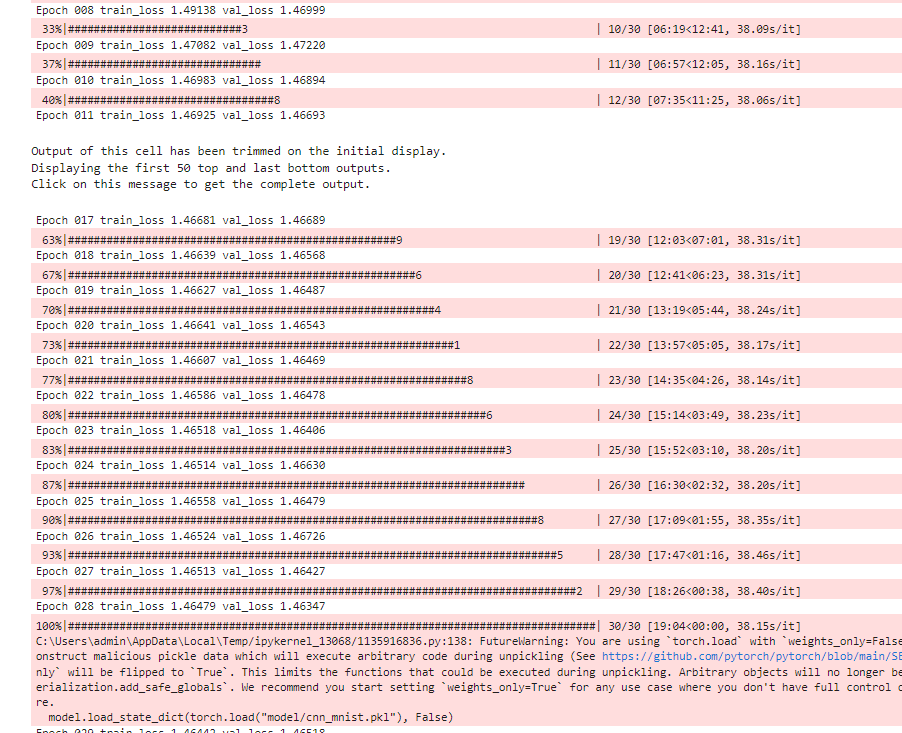 Epoch 008 train_loss 1.49138 val_loss 1.46999
33%|###########################3 | 10/30 [06:19<12:41, 38.09s/it]
Epoch 009 train_loss 1.47082 val_loss 1.47220
37%|############################## | 11/30 [06:57<12:05, 38.16s/it]
Epoch 010 train_loss 1.46983 val_loss 1.46894
40%|################################8 | 12/30 [07:35<11:25, 38.06s/it]
Epoch 011 train_loss 1.46925 val_loss 1.46693
Output of this cell has been trimmed on the initial display.
Displaying the first 50 top and last bottom outputs.
Click on this message to get the complete output.
Epoch 017 train_loss 1.46681 val_loss 1.46689
63%|###################################################9 | 19/30 [12:03<07:01, 38.31s/it]
Epoch 018 train_loss 1.46639 val_loss 1.46568
67%|######################################################6 | 20/30 [12:41<06:23, 38.31s/it]
Epoch 019 train_loss 1.46627 val_loss 1.46487
70%|#########################################################4 | 21/30 [13:19<05:44, 38.24s/it]
Epoch 020 train_loss 1.46641 val_loss 1.46543
73%|############################################################1 | 22/30 [13:57<05:05, 38.17s/it]
Epoch 021 train_loss 1.46607 val_loss 1.46469
77%|##############################################################8 | 23/30 [14:35<04:26, 38.14s/it]
Epoch 022 train_loss 1.46586 val_loss 1.46478
80%|#################################################################6 | 24/30 [15:14<03:49, 38.23s/it]
Epoch 023 train_loss 1.46518 val_loss 1.46406
83%|####################################################################3 | 25/30 [15:52<03:10, 38.20s/it]
Epoch 024 train_loss 1.46514 val_loss 1.46630
87%|####################################################################### | 26/30 [16:30<02:32, 38.20s/it]
Epoch 025 train_loss 1.46558 val_loss 1.46479
90%|#########################################################################8 | 27/30 [17:09<01:55, 38.35s/it]
Epoch 026 train_loss 1.46524 val_loss 1.46726
93%|############################################################################5 | 28/30 [17:47<01:16, 38.46s/it]
Epoch 027 train_loss 1.46513 val_loss 1.46427
97%|###############################################################################2 | 29/30 [18:26<00:38, 38.40s/it]
Epoch 028 train_loss 1.46479 val_loss 1.46347
100%|##################################################################################| 30/30 [19:04<00:00, 38.15s/it]
C:\Users\admin\AppData\Local\Temp/ipykernel_13068/1135916836.py:138: FutureWarning: You are using `torch.load` with `weights_only=False
onstruct malicious pickle data which will execute arbitrary code during unpickling (See https://github.com/pytorch/pytorch/blob/main/SE
nly` will be flipped to `True`. This limits the functions that could be executed during unpickling. Arbitrary objects will no longer be
erialization.add_safe_globals`. We recommend you start setting `weights_only=True` for any use case where you don't have full control o
re.
model.load_state_dict(torch.load("model/cnn_mnist.pkl"), False)
Epoch 029 train_loss 1.46442 val_loss 1.46518